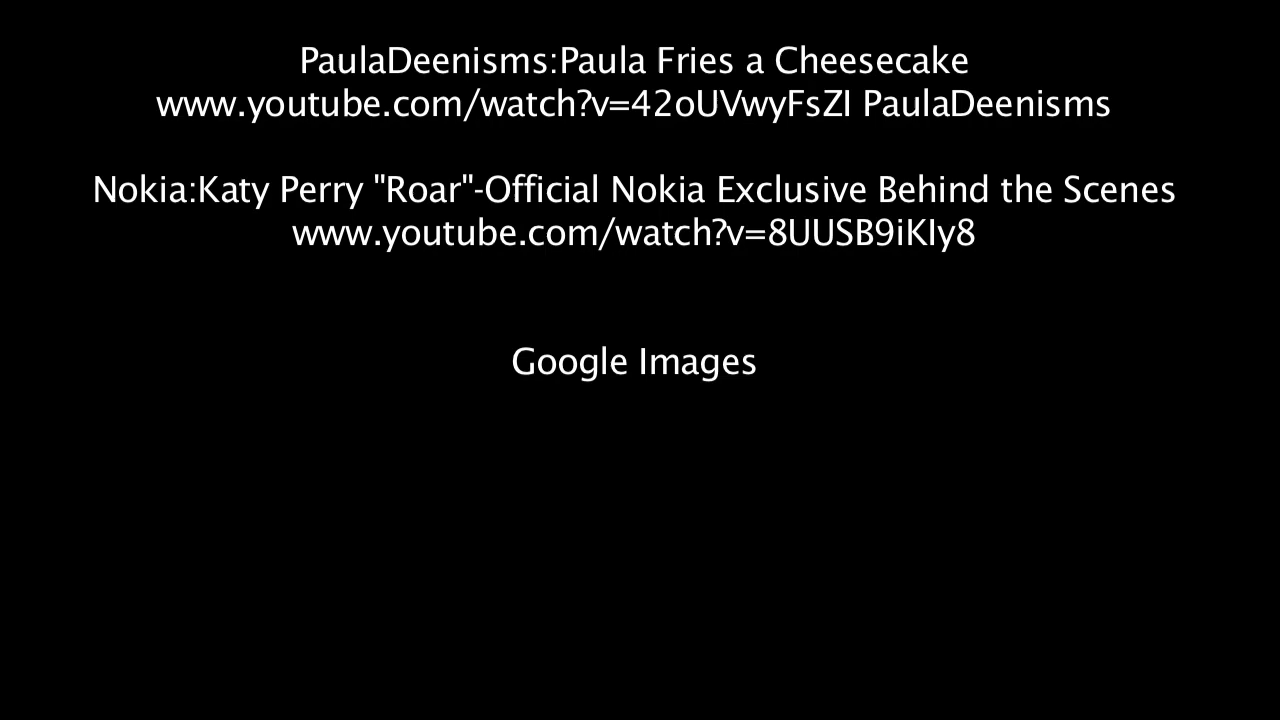 PaulaDeenisms:Paula Fries a Cheesecake
www.youtube.com/watch?v=42oUVwyFsZI PaulaDeenisms
Nokia:Katy Perry "Roar"-Official Nokia Exclusive Behind the Scenes
www.youtube.com/watch?v=8UUSB9iKIy8
Google Images